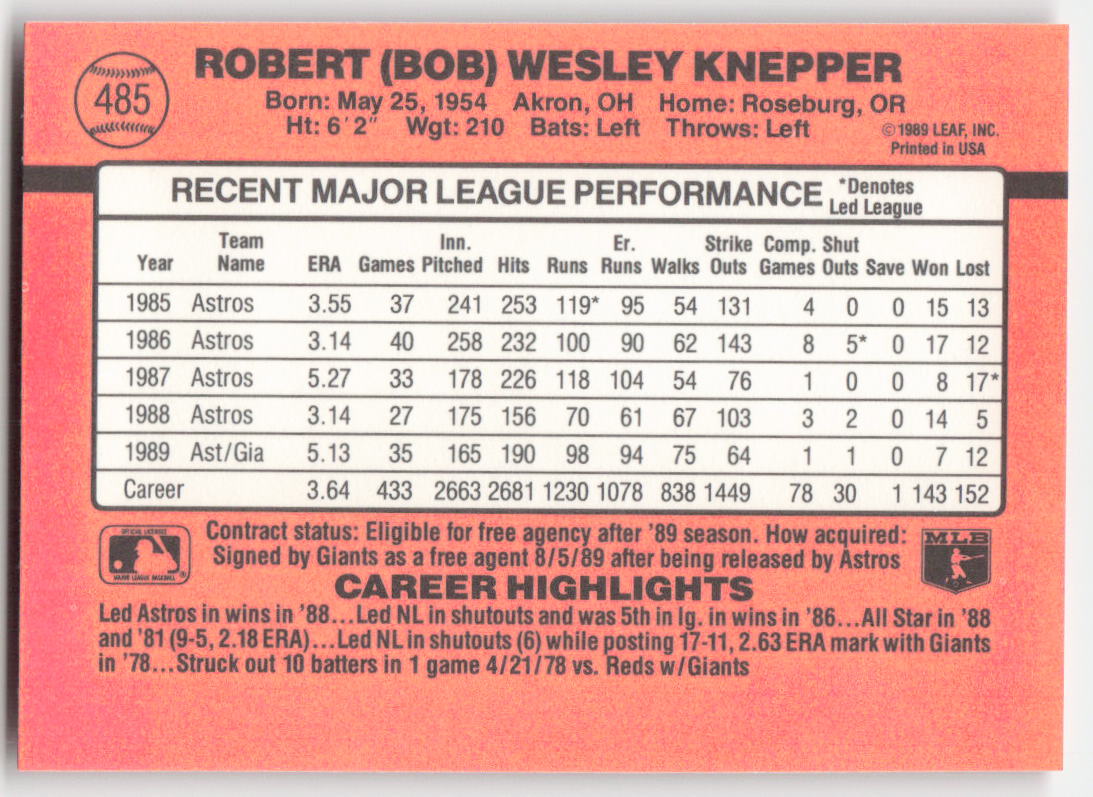 485
ROBERT (BOB) WESLEY KNEPPER
Born: May 25, 1954 Akron, OH Home: Roseburg, OR
Ht: 6'2" Wgt: 210 Bats: Left Throws: Left
©1989 LEAF, INC.
Printed in USA
RECENT MAJOR LEAGUE PERFORMANCE *Denotes Led League
Year Team Name ERA Games Inn. Pitched Hits Runs Er. Runs Walks Strike Outs Comp. Games Shut Outs Save Won Lost
1985 Astros 3.55 37 241 253 119* 95 54 131 4 0 0 15 13
1986 Astros 3.14 40 258 232 100 90 62 143 8 5* 0 17 12
1987 Astros 5.27 33 178 226 118 104 54 76 1 0 0 8 17*
1988 Astros 3.14 27 175 156 70 61 67 103 3 2 0 14 5
1989 Ast/Gia 5.13 35 165 190 98 94 75 64 1 1 0 7 12
Career 3.64 433 2663 2681 1230 1078 838 1449 78 30 1 143 152
OFFICIAL LICENSEE
MAJOR LEAGUE BASEBALL ®
Contract status: Eligible for free agency after '89 season. How acquired:
Signed by Giants as a free agent 8/5/89 after being released by Astros
MLB
CAREER HIGHLIGHTS
Led Astros in wins in '88...Led NL in shutouts and was 5th in lg. in wins in '86...All Star in '88
and '81 (9-5, 2.18 ERA)...Led NL in shutouts (6) while posting 17-11, 2.63 ERA mark with Giants
in '78...Struck out 10 batters in 1 game 4/21/78 vs. Reds w/Giants